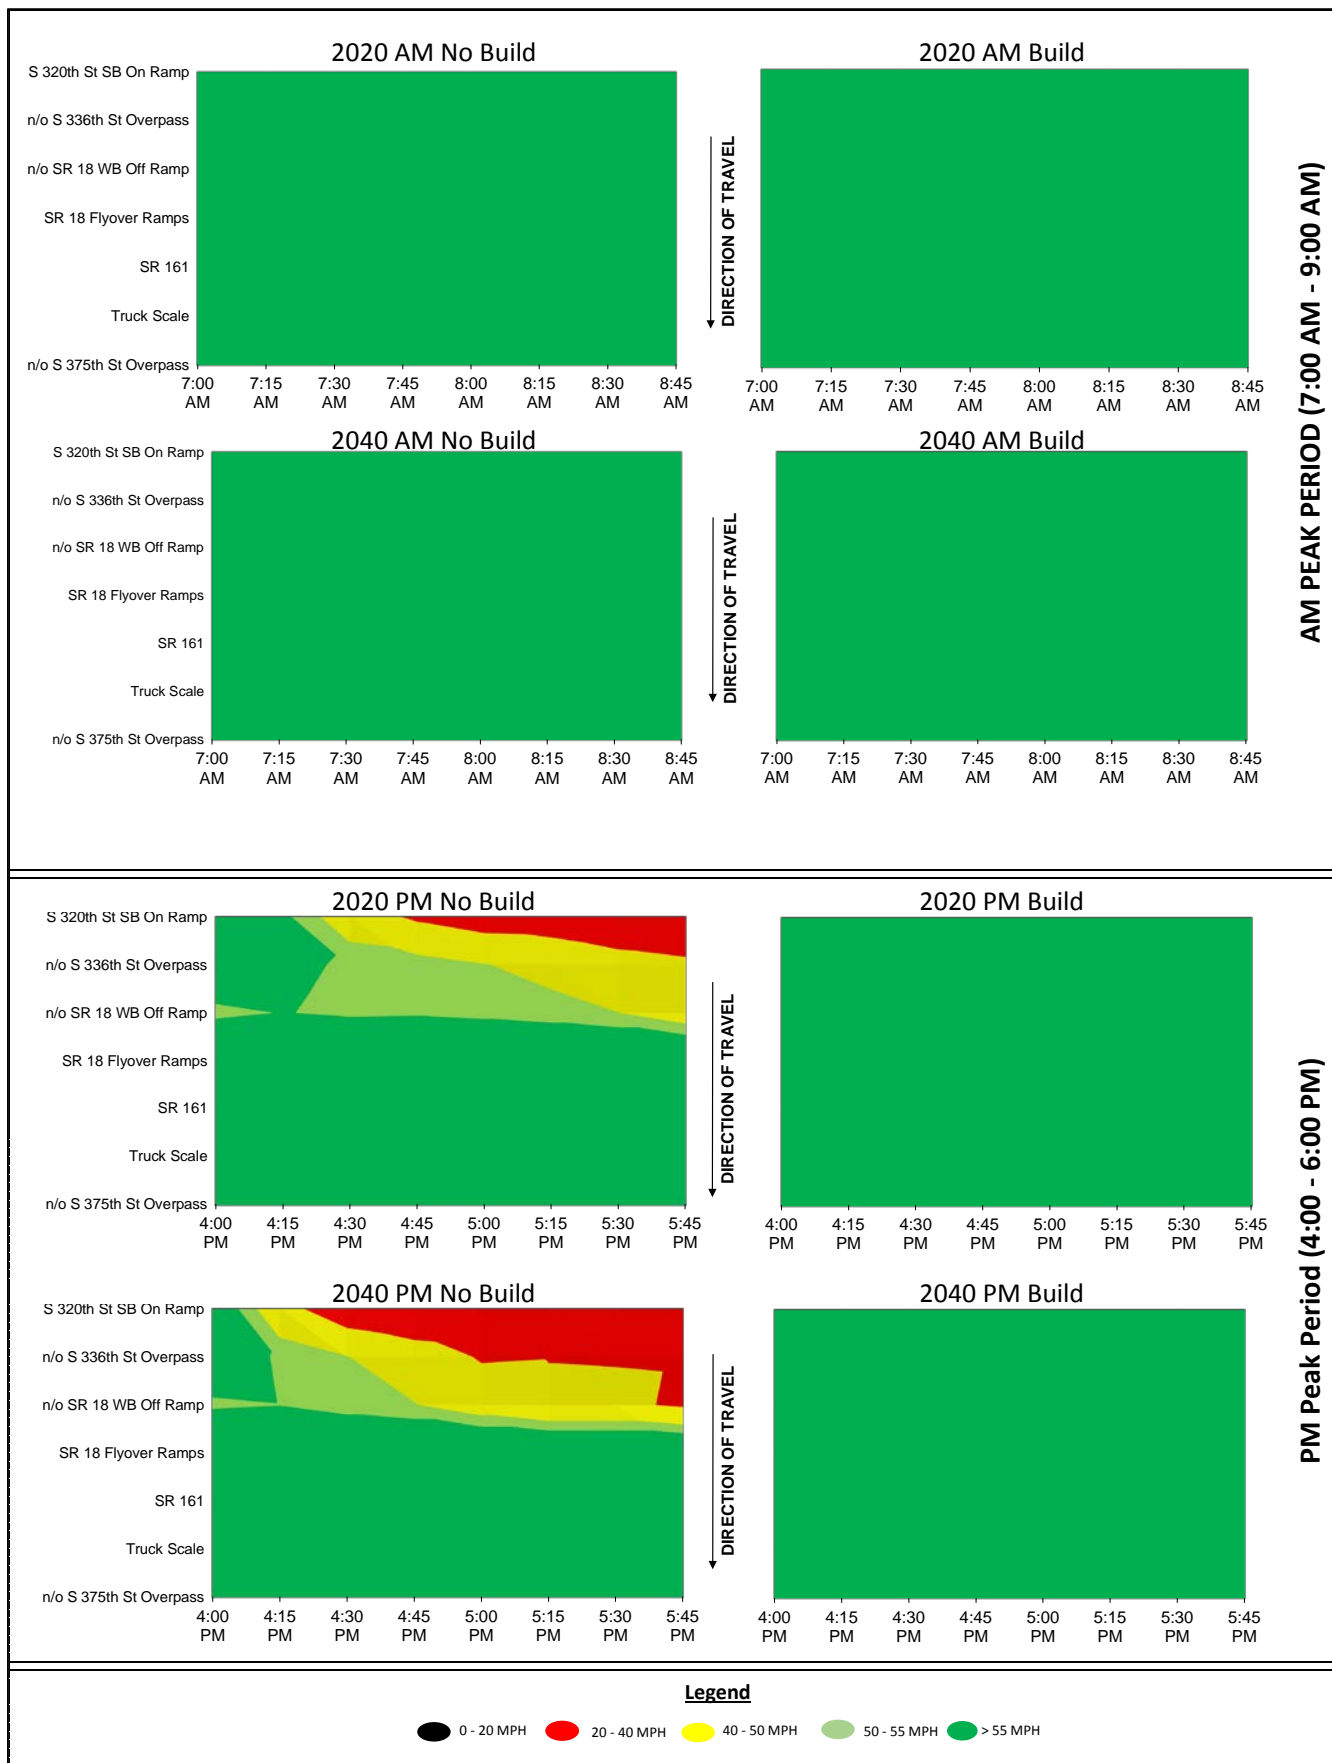 2020 AM No Build
2020 AM Build
S 320th St SB On Ramp
n/o S 336th St Overpass
n/o SR 18 WB Off Ramp
SR 18 Flyover Ramps
SR 161
Truck Scale
n/o S 375th St Overpass
DIRECTION OF TRAVEL
7:00 AM 7:15 AM 7:30 AM 7:45 AM 8:00 AM 8:15 AM 8:30 AM 8:45 AM
7:00 AM 7:15 AM 7:30 AM 7:45 AM 8:00 AM 8:15 AM 8:30 AM 8:45 AM
2040 AM No Build
2040 AM Build
S 320th St SB On Ramp
n/o S 336th St Overpass
n/o SR 18 WB Off Ramp
SR 18 Flyover Ramps
SR 161
Truck Scale
n/o S 375th St Overpass
DIRECTION OF TRAVEL
7:00 AM 7:15 AM 7:30 AM 7:45 AM 8:00 AM 8:15 AM 8:30 AM 8:45 AM
7:00 AM 7:15 AM 7:30 AM 7:45 AM 8:00 AM 8:15 AM 8:30 AM 8:45 AM
AM PEAK PERIOD (7:00 AM - 9:00 AM)
2020 PM No Build
2020 PM Build
S 320th St SB On Ramp
n/o S 336th St Overpass
n/o SR 18 WB Off Ramp
SR 18 Flyover Ramps
SR 161
Truck Scale
n/o S 375th St Overpass
DIRECTION OF TRAVEL
4:00 PM 4:15 PM 4:30 PM 4:45 PM 5:00 PM 5:15 PM 5:30 PM 5:45 PM
4:00 PM 4:15 PM 4:30 PM 4:45 PM 5:00 PM 5:15 PM 5:30 PM 5:45 PM
2040 PM No Build
2040 PM Build
S 320th St SB On Ramp
n/o S 336th St Overpass
n/o SR 18 WB Off Ramp
SR 18 Flyover Ramps
SR 161
Truck Scale
n/o S 375th St Overpass
DIRECTION OF TRAVEL
4:00 PM 4:15 PM 4:30 PM 4:45 PM 5:00 PM 5:15 PM 5:30 PM 5:45 PM
4:00 PM 4:15 PM 4:30 PM 4:45 PM 5:00 PM 5:15 PM 5:30 PM 5:45 PM
PM Peak Period (4:00 - 6:00 PM)
Legend
0 - 20 MPH 20 - 40 MPH 40 - 50 MPH 50 - 55 MPH > 55 MPH